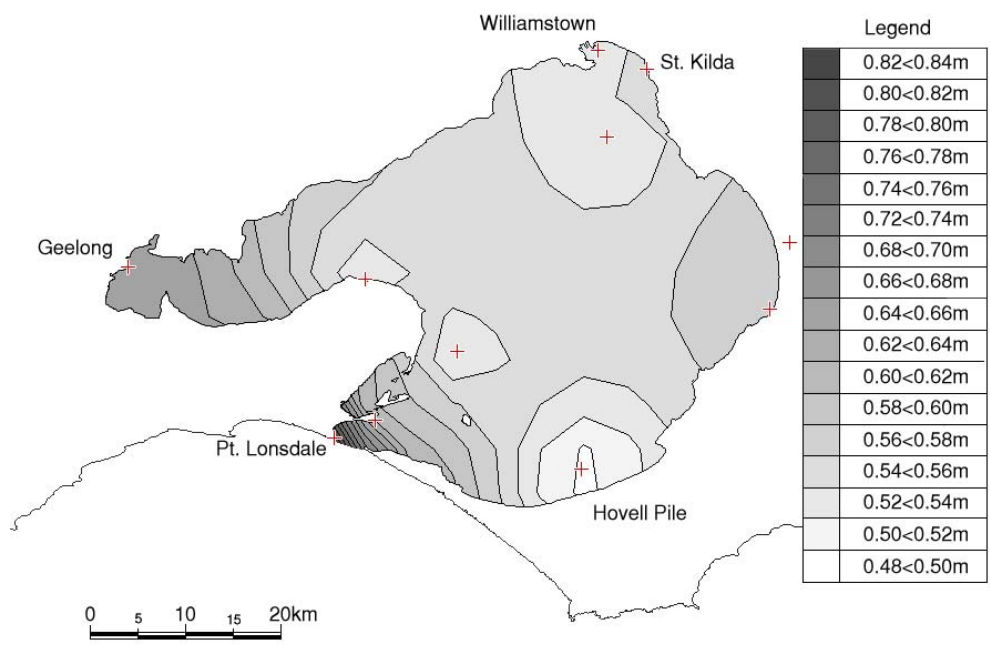 Williamstown
St. Kilda
Geelong
Pt. Lonsdale
Hovell Pile
0 5 10 15 20km
Legend
0.82<0.84m
0.80<0.82m
0.78<0.80m
0.76<0.78m
0.74<0.76m
0.72<0.74m
0.68<0.70m
0.66<0.68m
0.64<0.66m
0.62<0.64m
0.60<0.62m
0.58<0.60m
0.56<0.58m
0.54<0.56m
0.52<0.54m
0.50<0.52m
0.48<0.50m